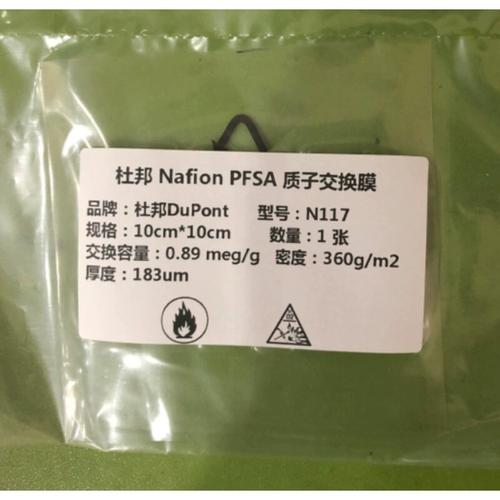 杜邦 Nafion PFSA 质子交换膜
品牌：杜邦DuPont 型号：N117
规格：10cm*10cm 数量：1 张
交换容量：0.89 meg/g 密度：360g/m2
厚度：183um